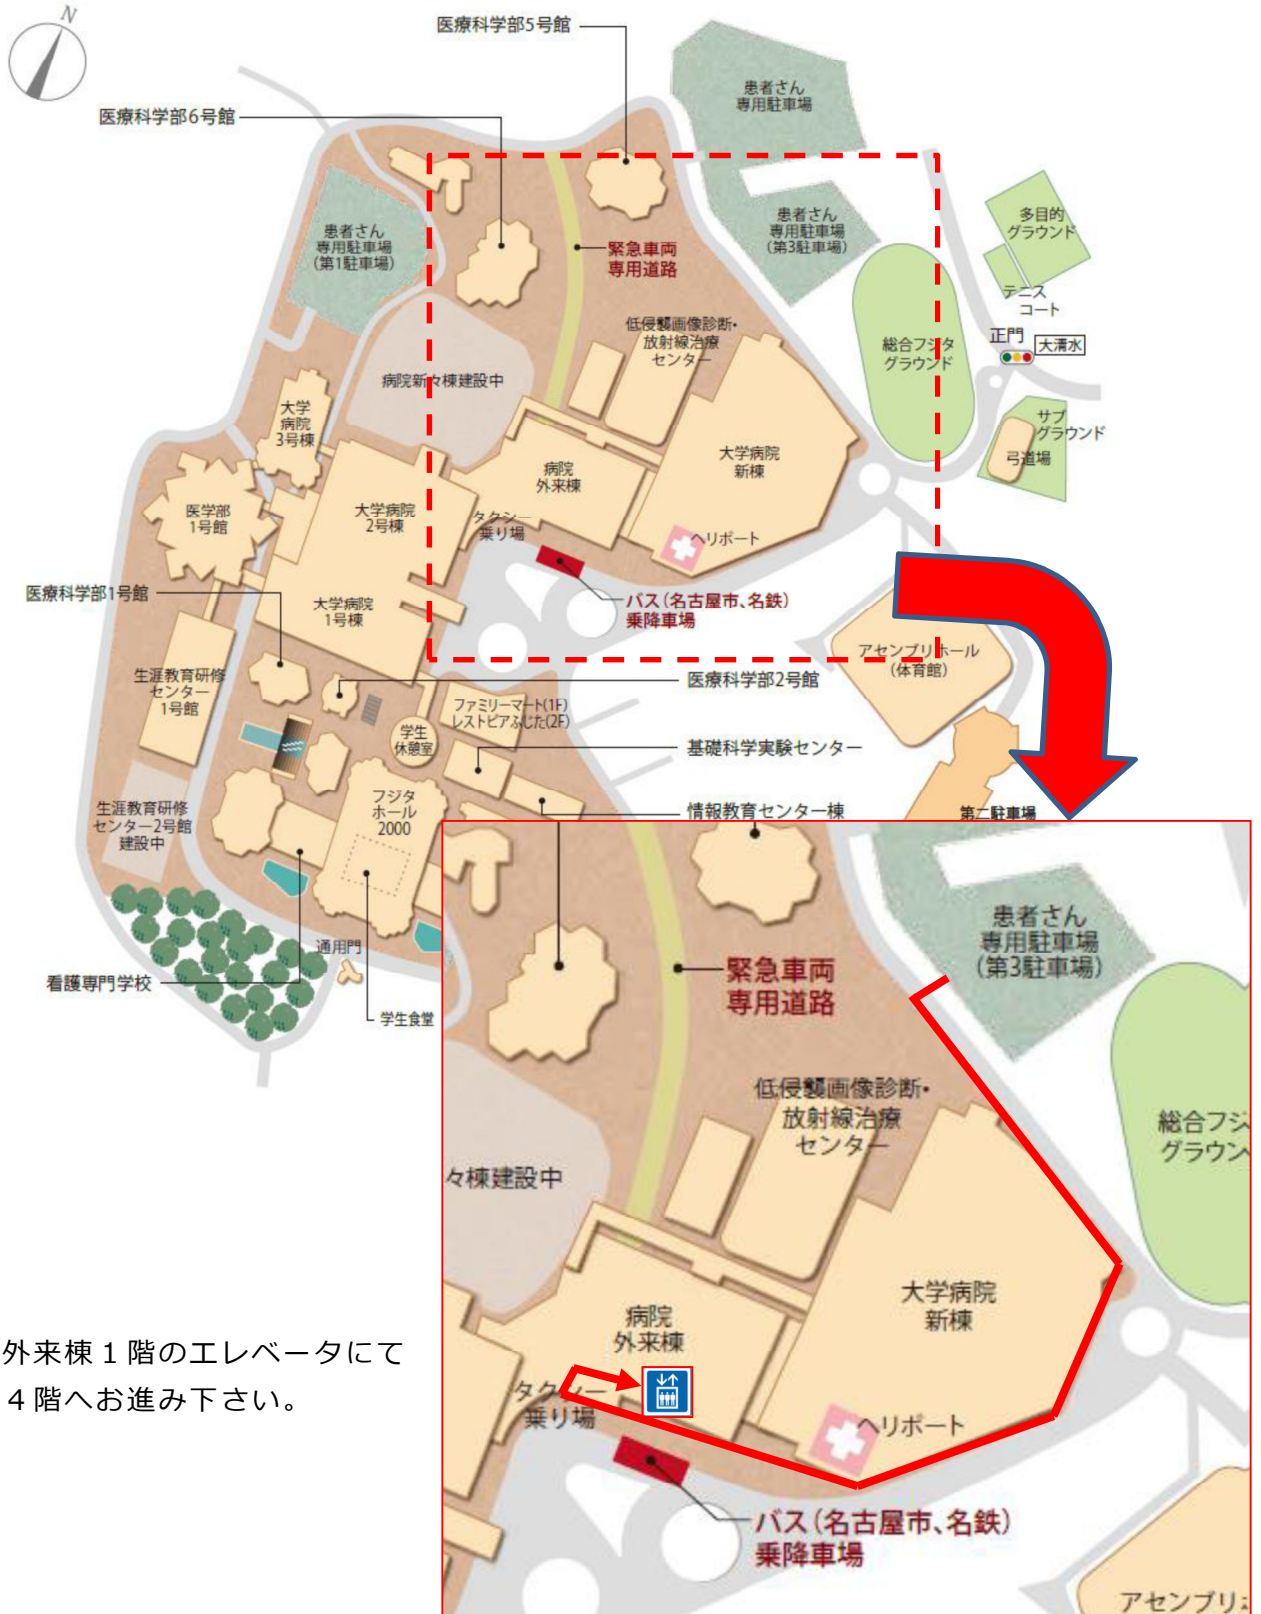 N
医療科学部5号館
患者さん
専用駐車場
医療科学部6号館
患者さん
専用駐車場
(第1駐車場)
患者さん
専用駐車場
(第3駐車場)
多目的
グラウンド
緊急車両
専用道路
テニス
コート
低侵襲画像診断・
放射線治療
センター
総合フジタ
グラウンド
正門
大清水
病院新々棟建設中
大学
病院
3号棟
サブ
グラウンド
弓道場
大学病院
新棟
病院
外来棟
医学部
1号館
大学病院
2号棟
タクシー
乗り場
ヘリポート
医療科学部1号館
大学病院
1号棟
バス(名古屋市、名鉄)
乗降車場
アセンブリホール
(体育館)
生涯教育研修
センター
1号館
医療科学部2号館
ファミリーマート(1F)
レストピアふじた(2F)
学生
休憩室
基礎科学実験センター
生涯教育研修
センター2号館
建設中
フジタ
ホール
2000
情報教育センター棟
第二駐車場
通用門
看護専門学校
学生食堂
患者さん
専用駐車場
(第3駐車場)
緊急車両
専用道路
低侵襲画像診断・
放射線治療
センター
総合フジ
グラウン
々棟建設中
大学病院
新棟
病院
外来棟
タクシー
乗り場
ヘリポート
バス(名古屋市、名鉄)
乗降車場
アセンブリ
外来棟1階のエレベータにて
4階へお進み下さい。